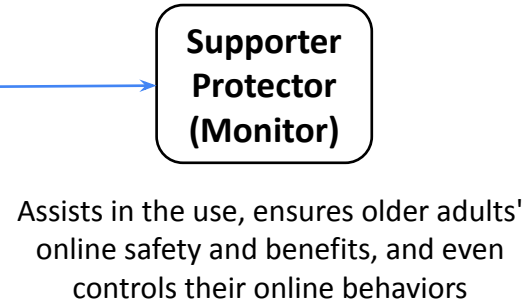 Supporter
Protector
(Monitor)
Assists in the use, ensures older adults'
online safety and benefits, and even
controls their online behaviors